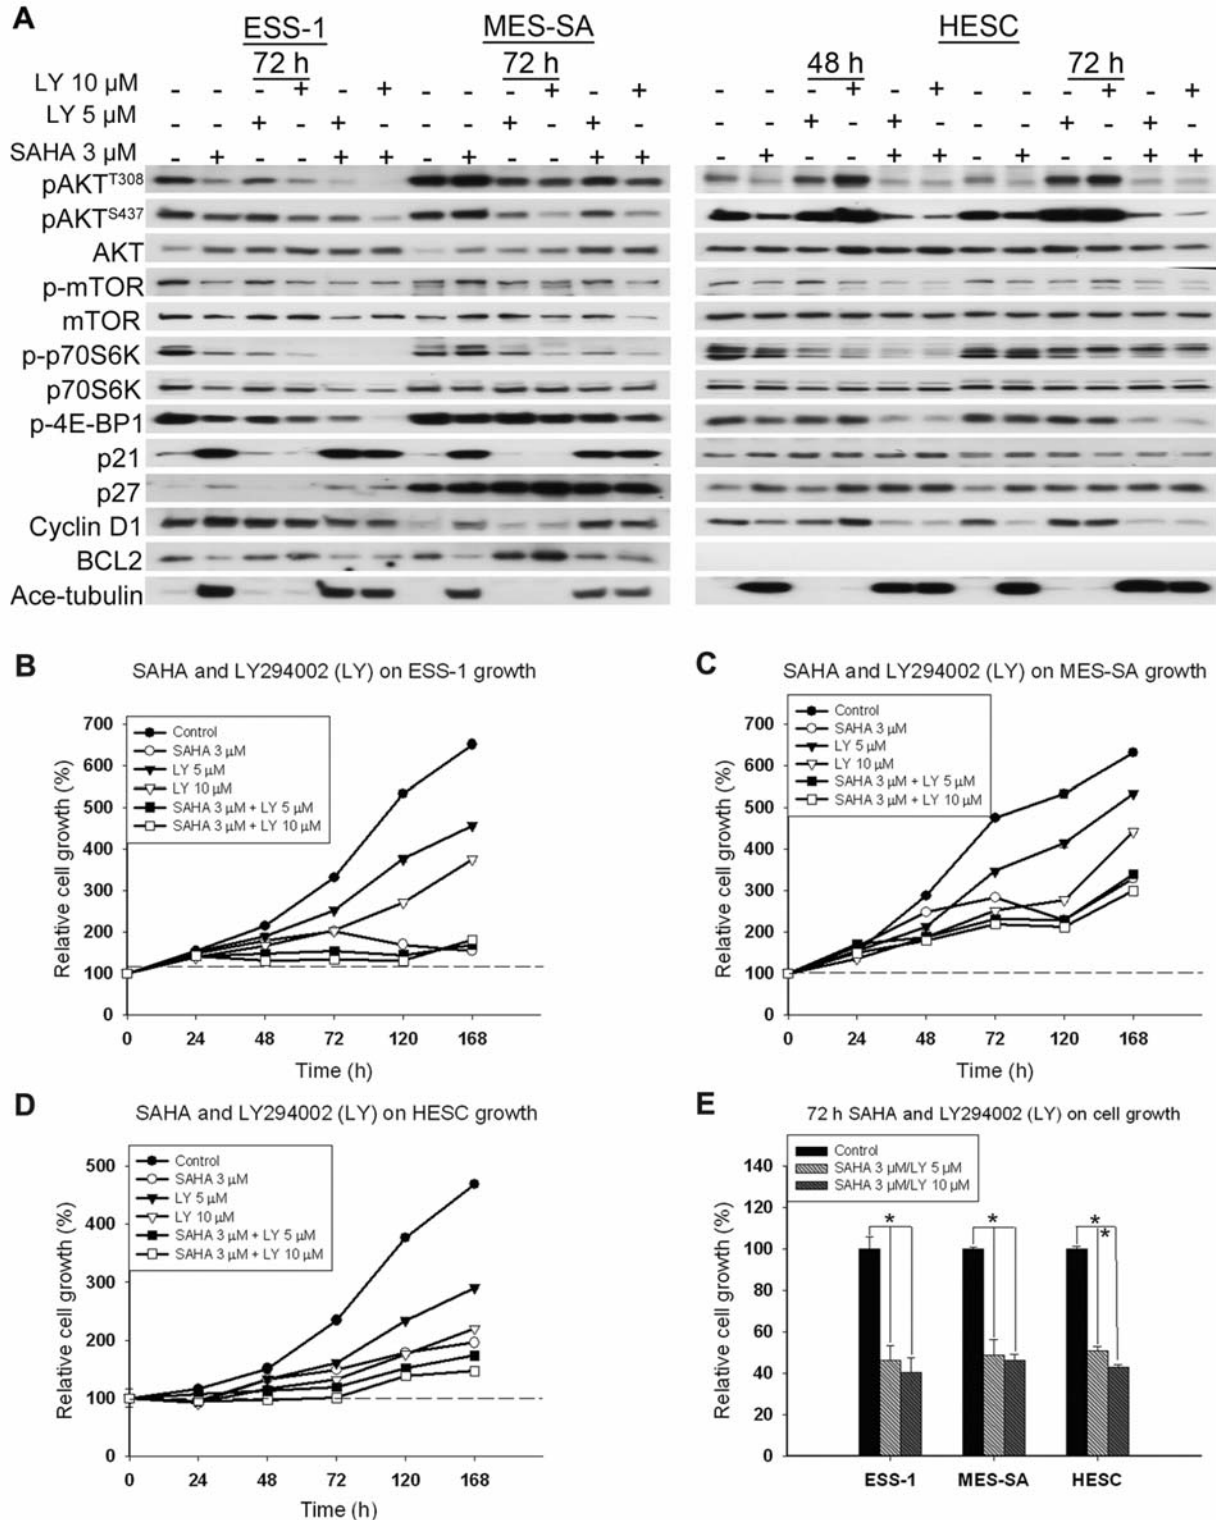 A
ESS-1 MES-SA HESC
72 h 72 h 48 h 72 h
LY 10 µM - - - + - + - - - + - + - - - + - + - - - + - +
LY 5 µM - - + - + - - - + - + - - - + - + - - - + - + -
SAHA 3 µM - + - - + + - + - - + + - + - - + + - + - - + +
pAKTT308
pAKTS437
AKT
p-mTOR
mTOR
p-p70S6K
p70S6K
p-4E-BP1
p21
p27
Cyclin D1
BCL2
Ace-tubulin
B
SAHA and LY294002 (LY) on ESS-1 growth
Relative cell growth (%)
700
600
500
400
300
200
100
0
Control
SAHA 3 µM
LY 5 µM
LY 10 µM
SAHA 3 µM + LY 5 µM
SAHA 3 µM + LY 10 µM
0 24 48 72 120 168
Time (h)
C
SAHA and LY294002 (LY) on MES-SA growth
Relative cell growth (%)
700
600
500
400
300
200
100
0
Control
SAHA 3 µM
LY 5 µM
LY 10 µM
SAHA 3 µM + LY 5 µM
SAHA 3 µM + LY 10 µM
0 24 48 72 120 168
Time (h)
D
SAHA and LY294002 (LY) on HESC growth
Relative cell growth (%)
500
400
300
200
100
0
Control
SAHA 3 µM
LY 5 µM
LY 10 µM
SAHA 3 µM + LY 5 µM
SAHA 3 µM + LY 10 µM
0 24 48 72 120 168
Time (h)
E
72 h SAHA and LY294002 (LY) on cell growth
Relative cell growth (%)
140
120
100
80
60
40
20
0
Control
SAHA 3 µM/LY 5 µM
SAHA 3 µM/LY 10 µM
* * * *
ESS-1 MES-SA HESC